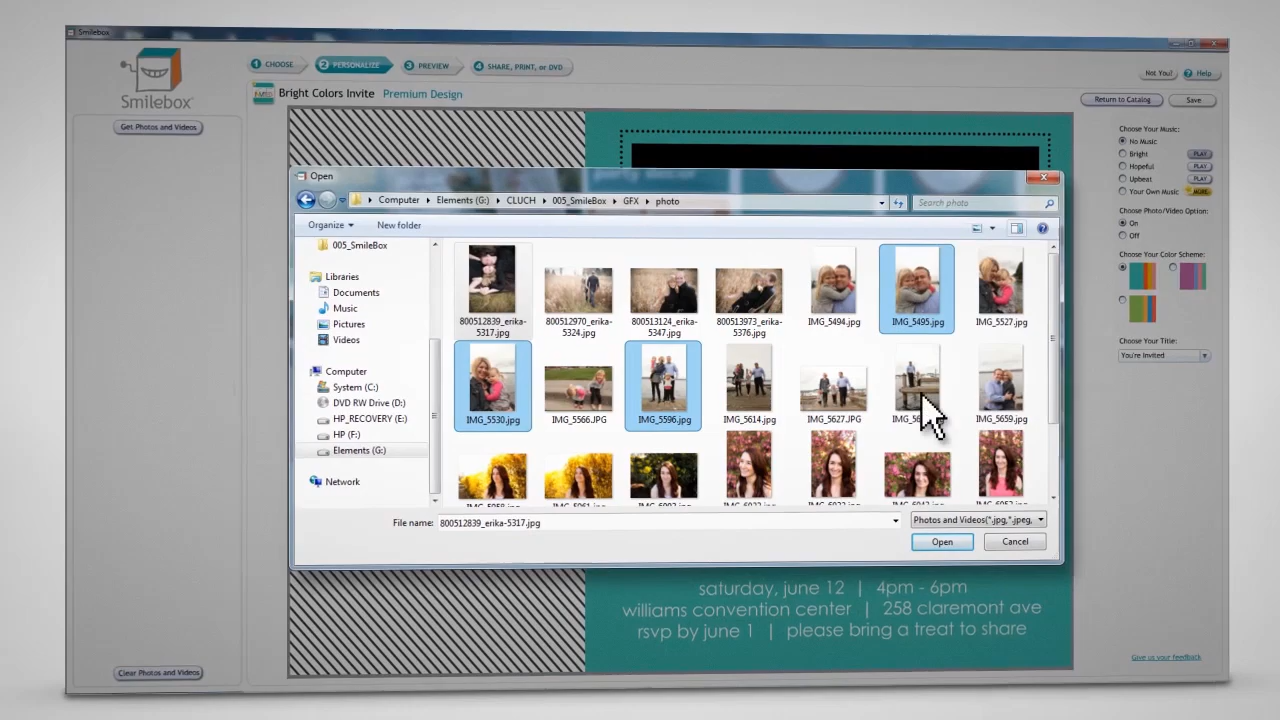 Smilebox
1 CHOOSE
2 PERSONALIZE
3 PREVIEW
4 SHARE, PRINT, or DVD
Not You?
Help
Smilebox
Bright Colors Invite Premium Design
Return to Catalog
Save
Get Photos and Videos
Open
Computer
Elements (G:)
CLUCH
005_SmileBox
GFX
photo
Search photo
Organize
New folder
005_SmileBox
Libraries
Documents
Music
Pictures
Videos
Computer
System (C:)
DVD RW Drive (D:)
HP_RECOVERY (E:)
HP (F:)
Elements (G:)
Network
800512839_erika-
5317.jpg
800512970_erika-
5324.jpg
800513124_erika-
5347.jpg
800513973_erika-
5376.jpg
IMG_5494.jpg
IMG_5495.jpg
IMG_5527.jpg
IMG_5530.jpg
IMG_5566.JPG
IMG_5596.jpg
IMG_5614.jpg
IMG_5627.JPG
IMG_5659.jpg
File name:
800512839_erika-5317.jpg
Photos and Videos(*.jpg,*.jpeg,
Open
Cancel
Choose Your Music:
No Music
Bright
PLAY
Hopeful
PLAY
Upbeat
PLAY
Your Own Music
MORE
Choose Photo/Video Option:
On
Off
Choose Your Color Scheme:
Choose Your Title:
You're Invited
saturday, june 12 | 4pm - 6pm
williams convention center | 258 claremont ave
rsvp by june 1 | please bring a treat to share
Clear Photos and Videos
Give us your feedback